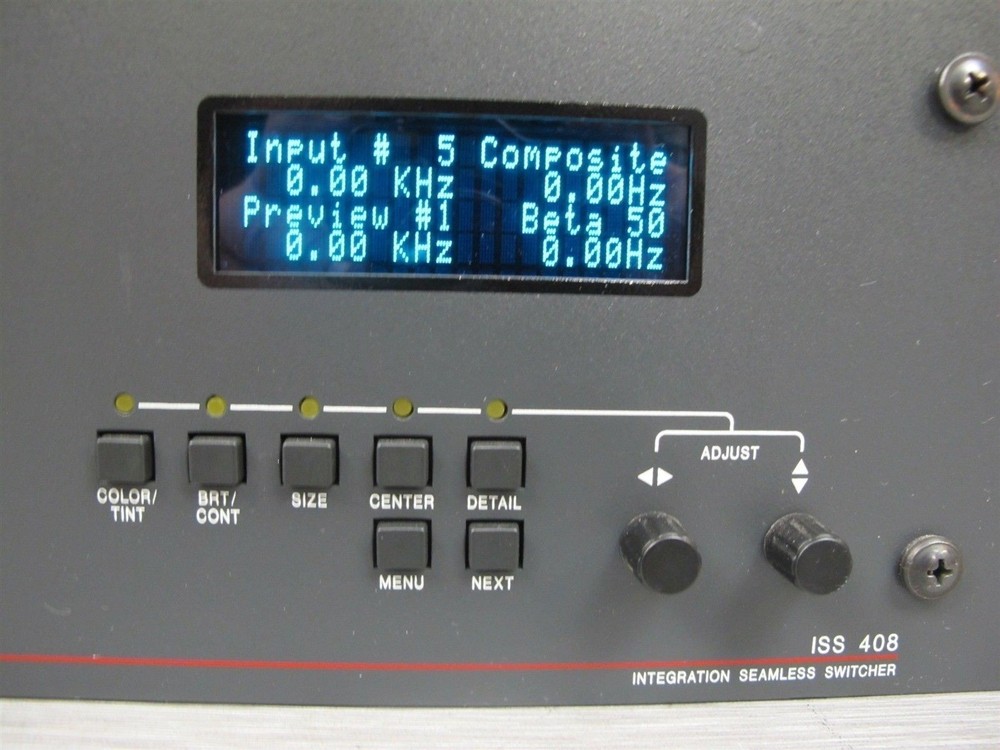 Input # 5 Composite
0.00 KHz 0.00Hz
Preview #1 Beta 50
0.00 KHz 0.00Hz
ADJUST
COLOR/
TINT
BRT/
CONT
SIZE
CENTER
DETAIL
MENU
NEXT
ISS 408
INTEGRATION SEAMLESS SWITCHER